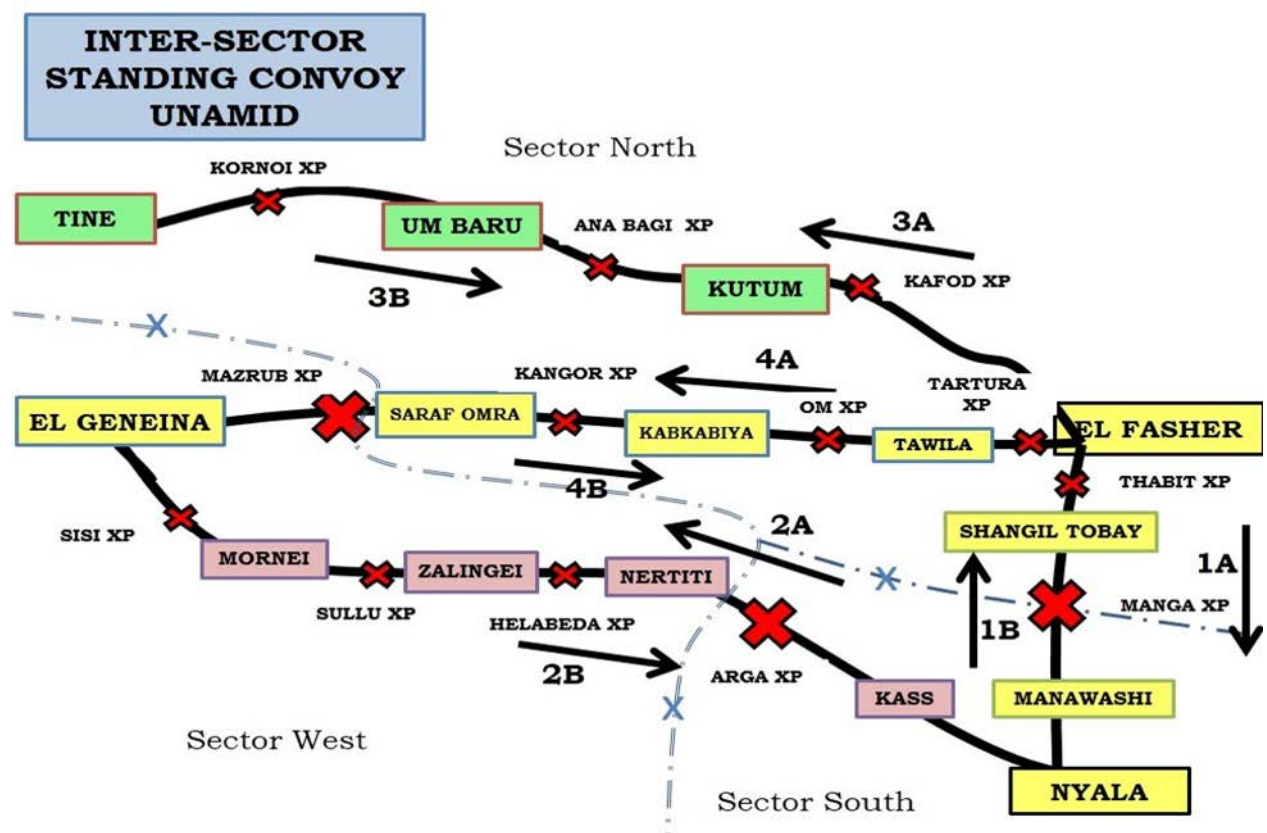 INTER-SECTOR
STANDING CONVOY
UNAMID
Sector North
KORNOI XP
TINE
UM BARU
ANA BAGI XP
3A
KAFOD XP
KUTUM
3B
4A
MAZRUB XP
KANGOR XP
TARTURA
XP
OM XP
EL GENEINA
SARAF OMRA
KABKABIYA
TAWILA
EL FASHER
4B
THABIT XP
2A
SISI XP
SHANGIL TOBAY
MORNEI
ZALINGEI
NERTITI
1A
SULLU XP
HELABEDA XP
1B
MANGA XP
2B
ARGA XP
KASS
MANAWASHI
Sector West
NYALA
Sector South